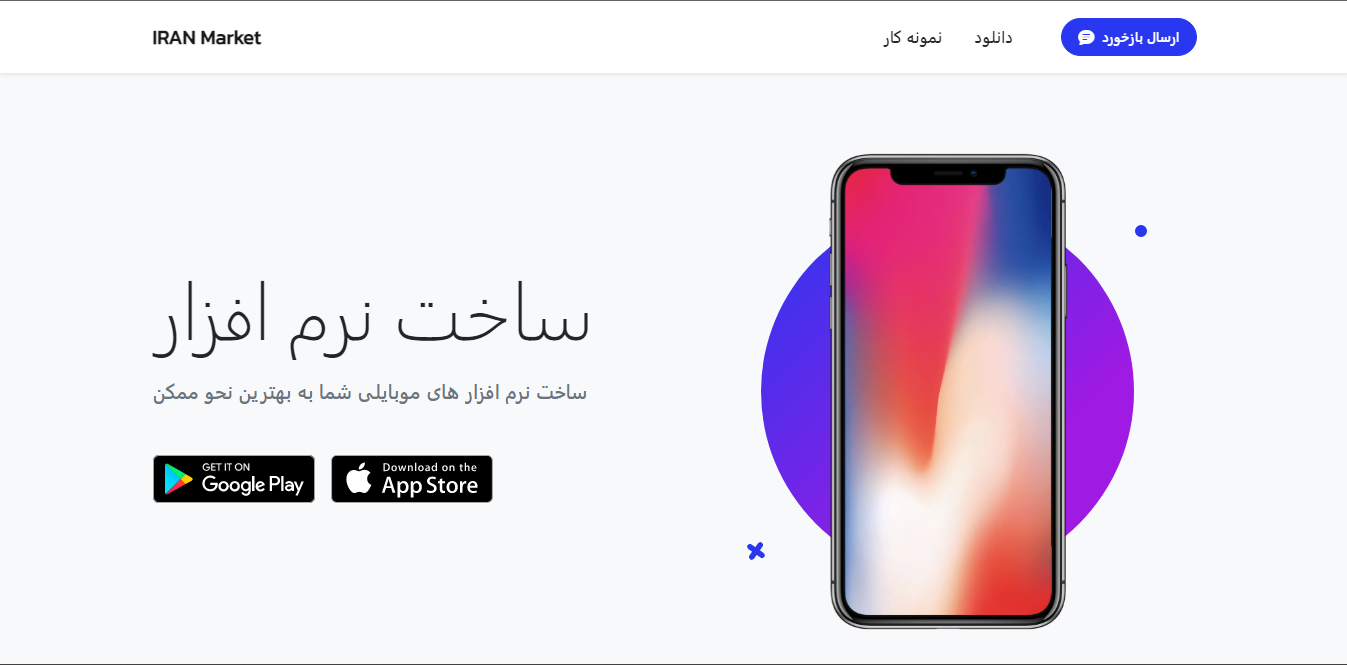 IRAN Market
نمونه کار
دانلود
ارسال بازخورد
ساخت نرم افزار
ساخت نرم افزار های موبایلی شما به بهترین نحو ممکن
GET IT ON
Google Play
Download on the
App Store